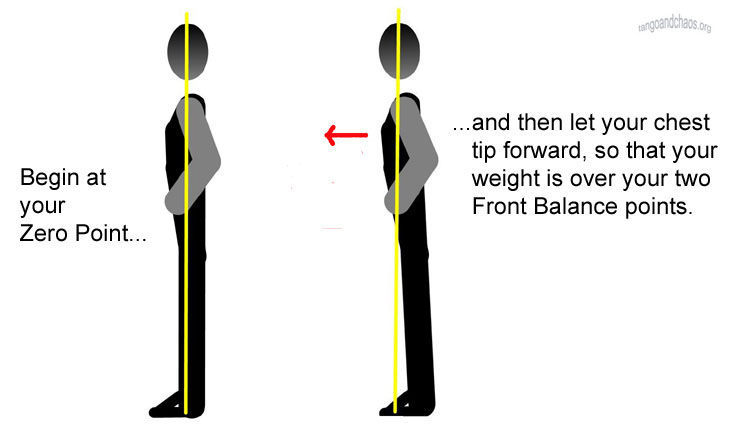 tangoandchaos.org
Begin at
your
Zero Point...
...and then let your chest
tip forward, so that your
weight is over your two
Front Balance points.